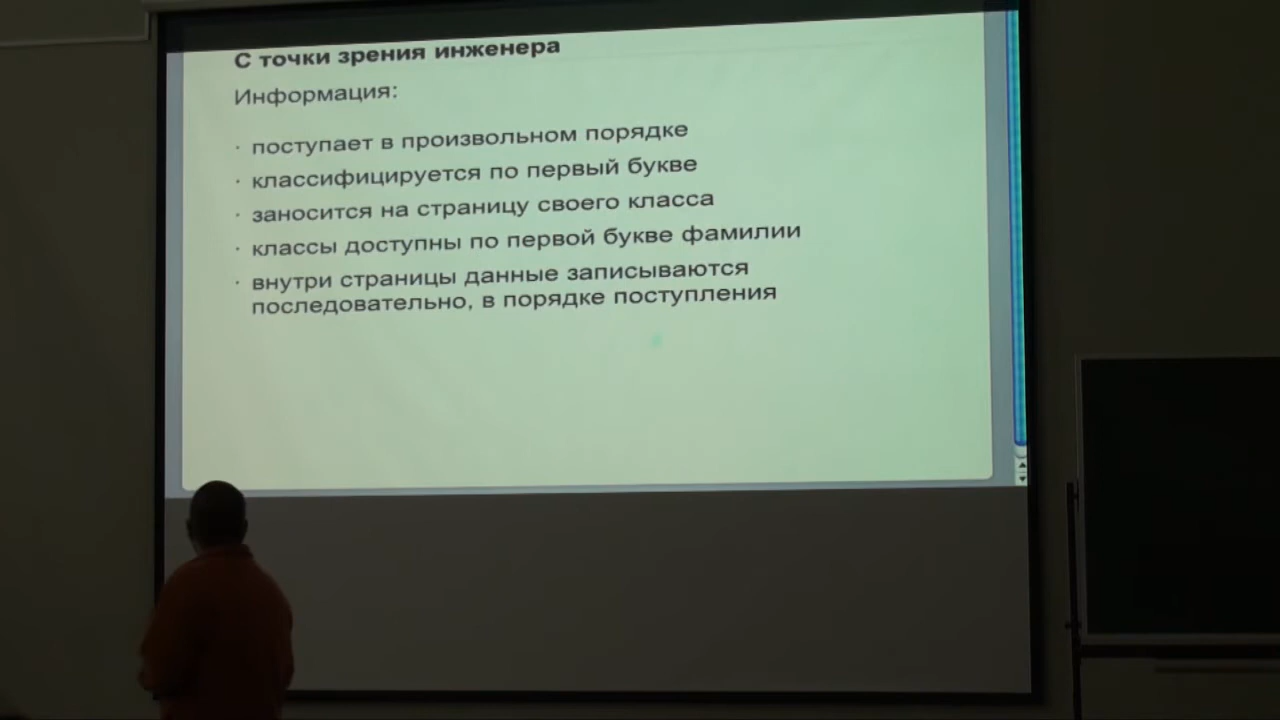 С точки зрения инженера
Информация:
· поступает в произвольном порядке
· классифицируется по первый букве
· заносится на страницу своего класса
· классы доступны по первой букве фамилии
· внутри страницы данные записываются
последовательно, в порядке поступления